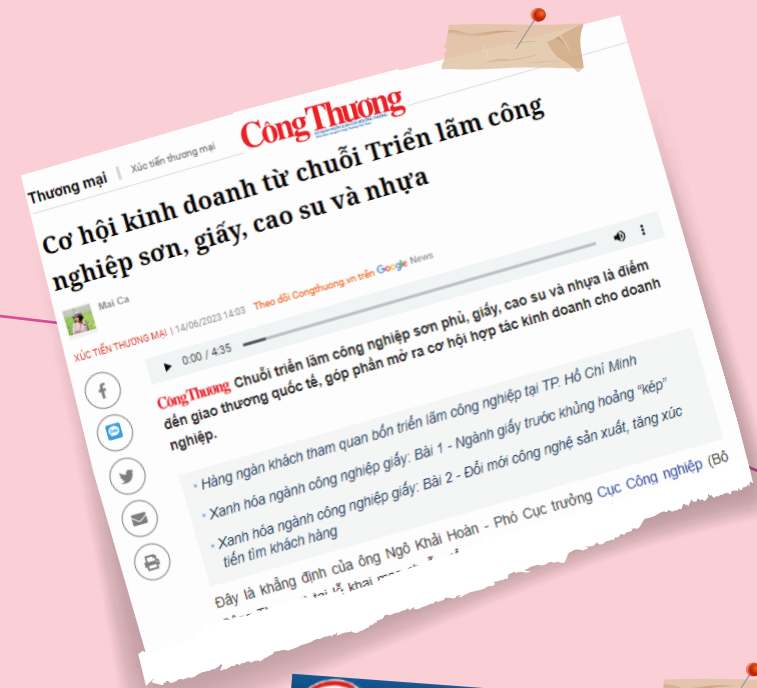 CôngThương
Thương mại | Xúc tiến thương mại
Cơ hội kinh doanh từ chuỗi Triển lãm công
nghiệp sơn, giấy, cao su và nhựa
Mai Ca
XÚC TIẾN THƯƠNG MẠI | 14/06/2023 14:03 Theo dõi Congthuong.vn trên Google News
0:00 / 4:35
CôngThương Chuỗi triển lãm công nghiệp sơn phủ, giấy, cao su và nhựa là điểm
đến giao thương quốc tế, góp phần mở ra cơ hội hợp tác kinh doanh cho doanh
nghiệp.
Hàng ngàn khách tham quan bốn triển lãm công nghiệp tại TP. Hồ Chí Minh
Xanh hóa ngành công nghiệp giấy: Bài 1 - Ngành giấy trước khủng hoảng “kép”
Xanh hóa ngành công nghiệp giấy: Bài 2 - Đổi mới công nghệ sản xuất, tăng xúc
tiến tìm khách hàng
Đây là khẳng định của ông Ngô Khải Hoàn - Phó Cục trưởng Cục Công nghiệp (Bộ